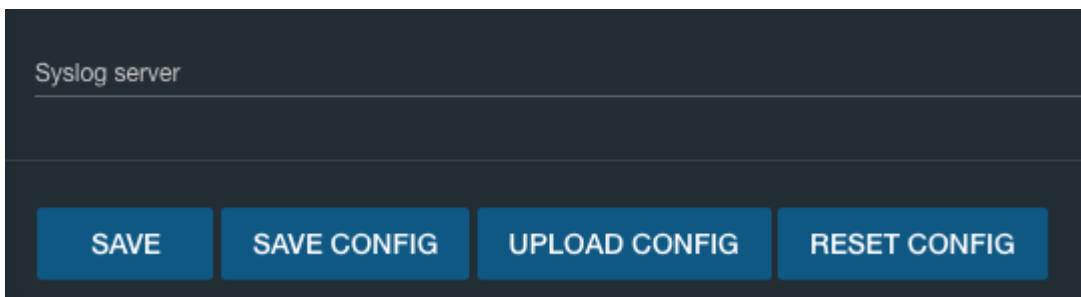 Syslog server
SAVE SAVE CONFIG UPLOAD CONFIG RESET CONFIG